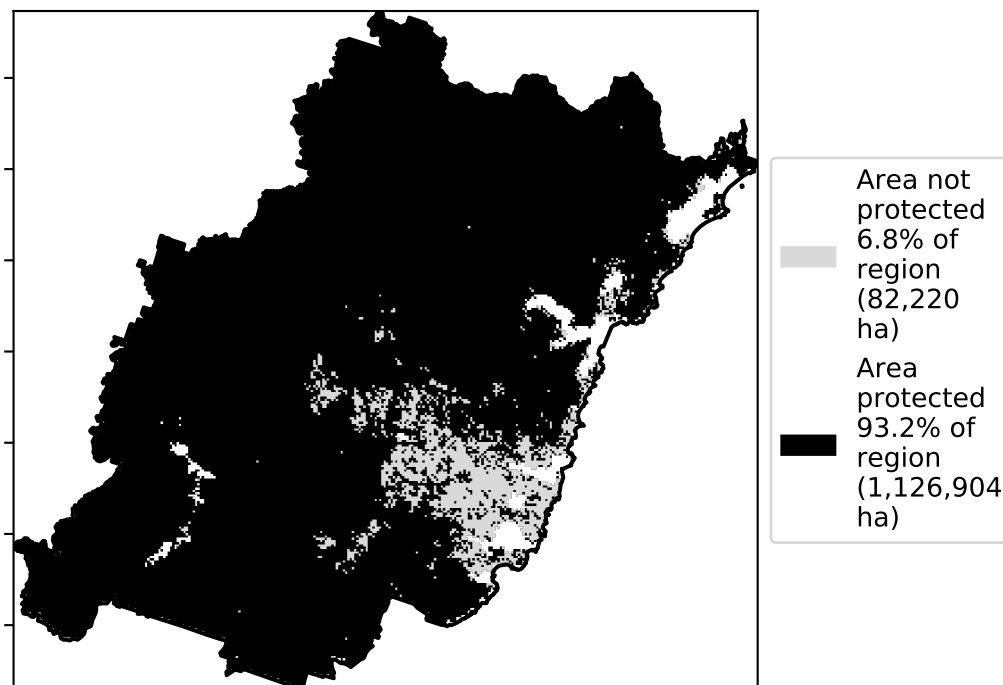 Area not
protected
6.8% of
region
(82,220
ha)
Area
protected
93.2% of
region
(1,126,904
ha)